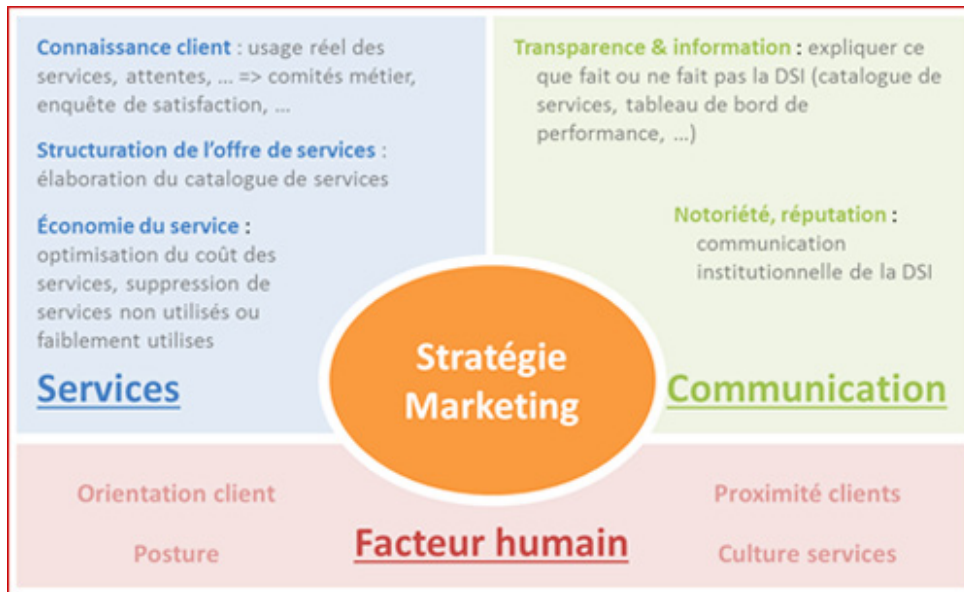 Connaissance client : usage réel des
services, attentes, ... => comités métier,
enquête de satisfaction, ...
Structuration de l'offre de services :
élaboration du catalogue de services
Économie du service :
optimisation du coût des
services, suppression de
services non utilisés ou
faiblement utilises
Services
Transparence & information : expliquer ce
que fait ou ne fait pas la DSI (catalogue de
services, tableau de bord de
performance, ...)
Notoriété, réputation :
communication
institutionnelle de la DSI
Communication
Stratégie
Marketing
Orientation client
Posture
Facteur humain
Proximité clients
Culture services